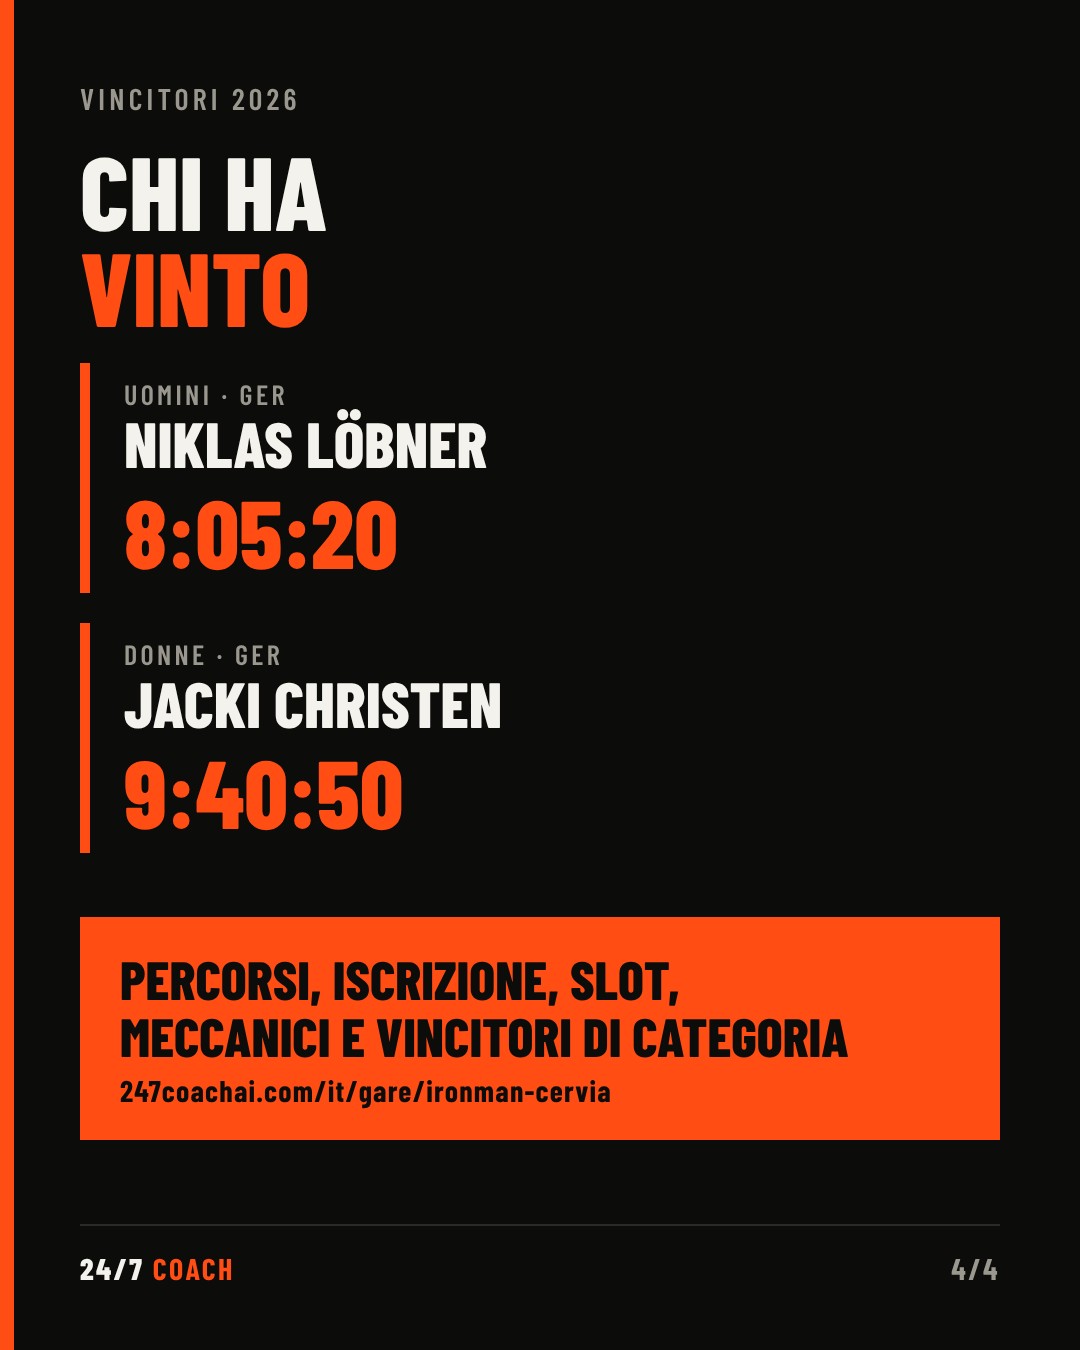 VINCITORI 2026
CHI HA
VINTO
UOMINI · GER
NIKLAS LÖBNER
8:05:20
DONNE · GER
JACKI CHRISTEN
9:40:50
PERCORSI, ISCRIZIONE, SLOT,
MECCANICI E VINCITORI DI CATEGORIA
247coachai.com/it/gare/ironman-cervia
24/7 COACH
4/4